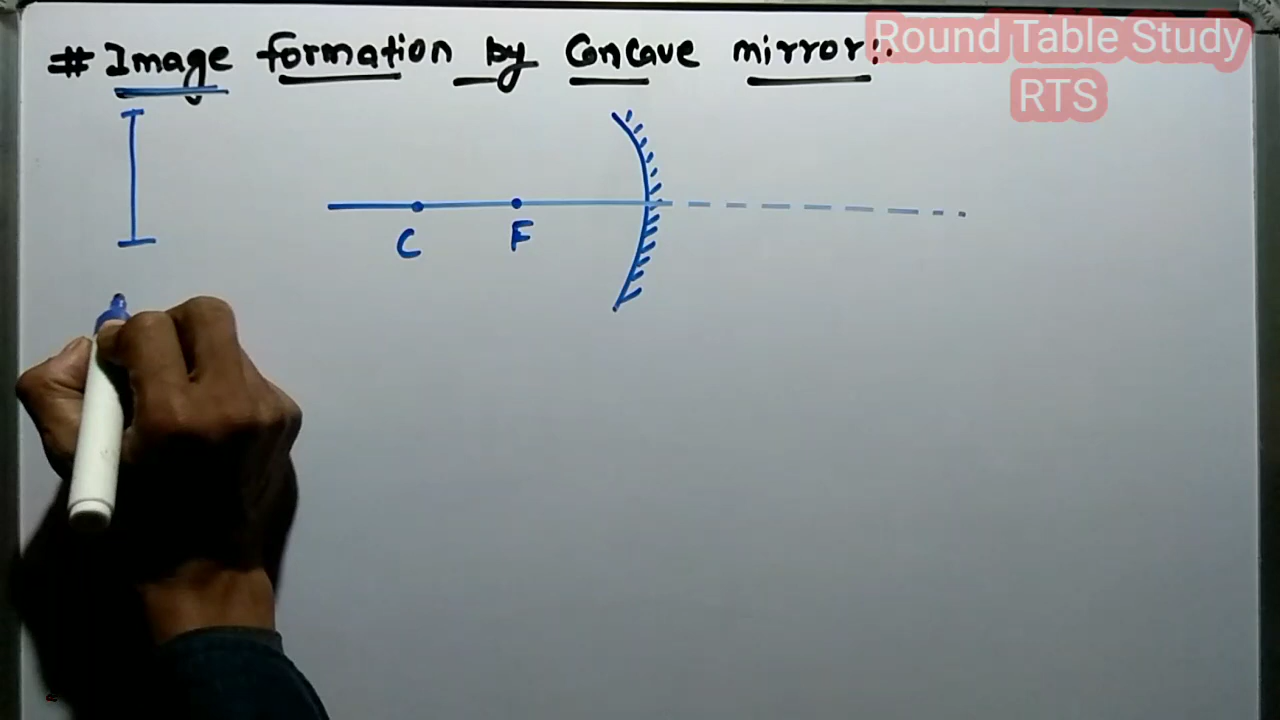 # Image formation by Concave mirror:.
Round Table Study
RTS
I
C F